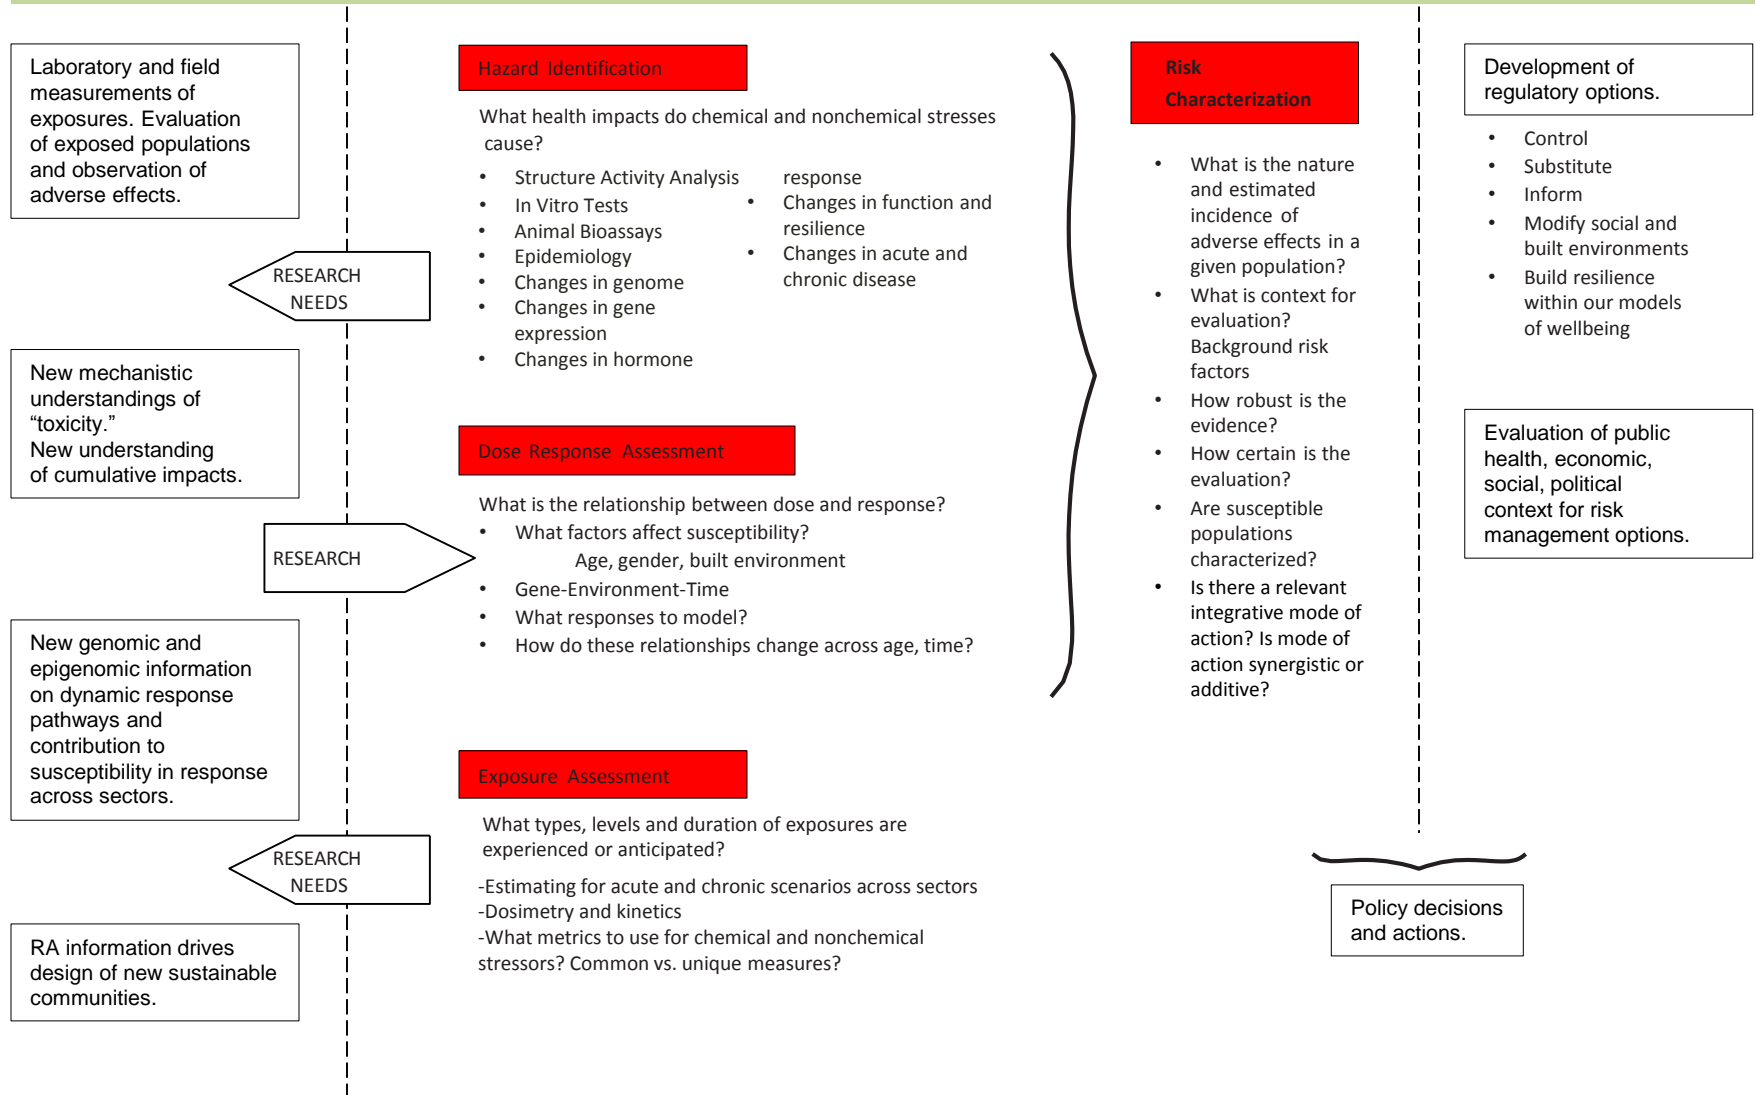 Laboratory and field
measurements of
exposures. Evaluation
of exposed populations
and observation of
adverse effects.
RESEARCH
NEEDS
New mechanistic
understandings of
“toxicity.”
New understanding
of cumulative impacts.
RESEARCH
New genomic and
epigenomic information
on dynamic response
pathways and
contribution to
susceptibility in response
across sectors.
RESEARCH
NEEDS
RA information drives
design of new sustainable
communities.
Hazard Identification
What health impacts do chemical and nonchemical stresses
cause?
• Structure Activity Analysis
• In Vitro Tests
• Animal Bioassays
• Epidemiology
• Changes in genome
• Changes in gene
expression
• Changes in hormone
response
• Changes in function and
resilience
• Changes in acute and
chronic disease
Dose Response Assessment
What is the relationship between dose and response?
• What factors affect susceptibility?
Age, gender, built environment
• Gene-Environment-Time
• What responses to model?
• How do these relationships change across age, time?
Exposure Assessment
What types, levels and duration of exposures are
experienced or anticipated?
-Estimating for acute and chronic scenarios across sectors
-Dosimetry and kinetics
-What metrics to use for chemical and nonchemical
stressors? Common vs. unique measures?
Risk
Characterization
• What is the nature
and estimated
incidence of
adverse effects in a
given population?
• What is context for
evaluation?
Background risk
factors
• How robust is the
evidence?
• How certain is the
evaluation?
• Are susceptible
populations
characterized?
• Is there a relevant
integrative mode of
action? Is mode of
action synergistic or
additive?
Development of
regulatory options.
• Control
• Substitute
• Inform
• Modify social and
built environments
• Build resilience
within our models
of wellbeing
Evaluation of public
health, economic,
social, political
context for risk
management options.
Policy decisions
and actions.